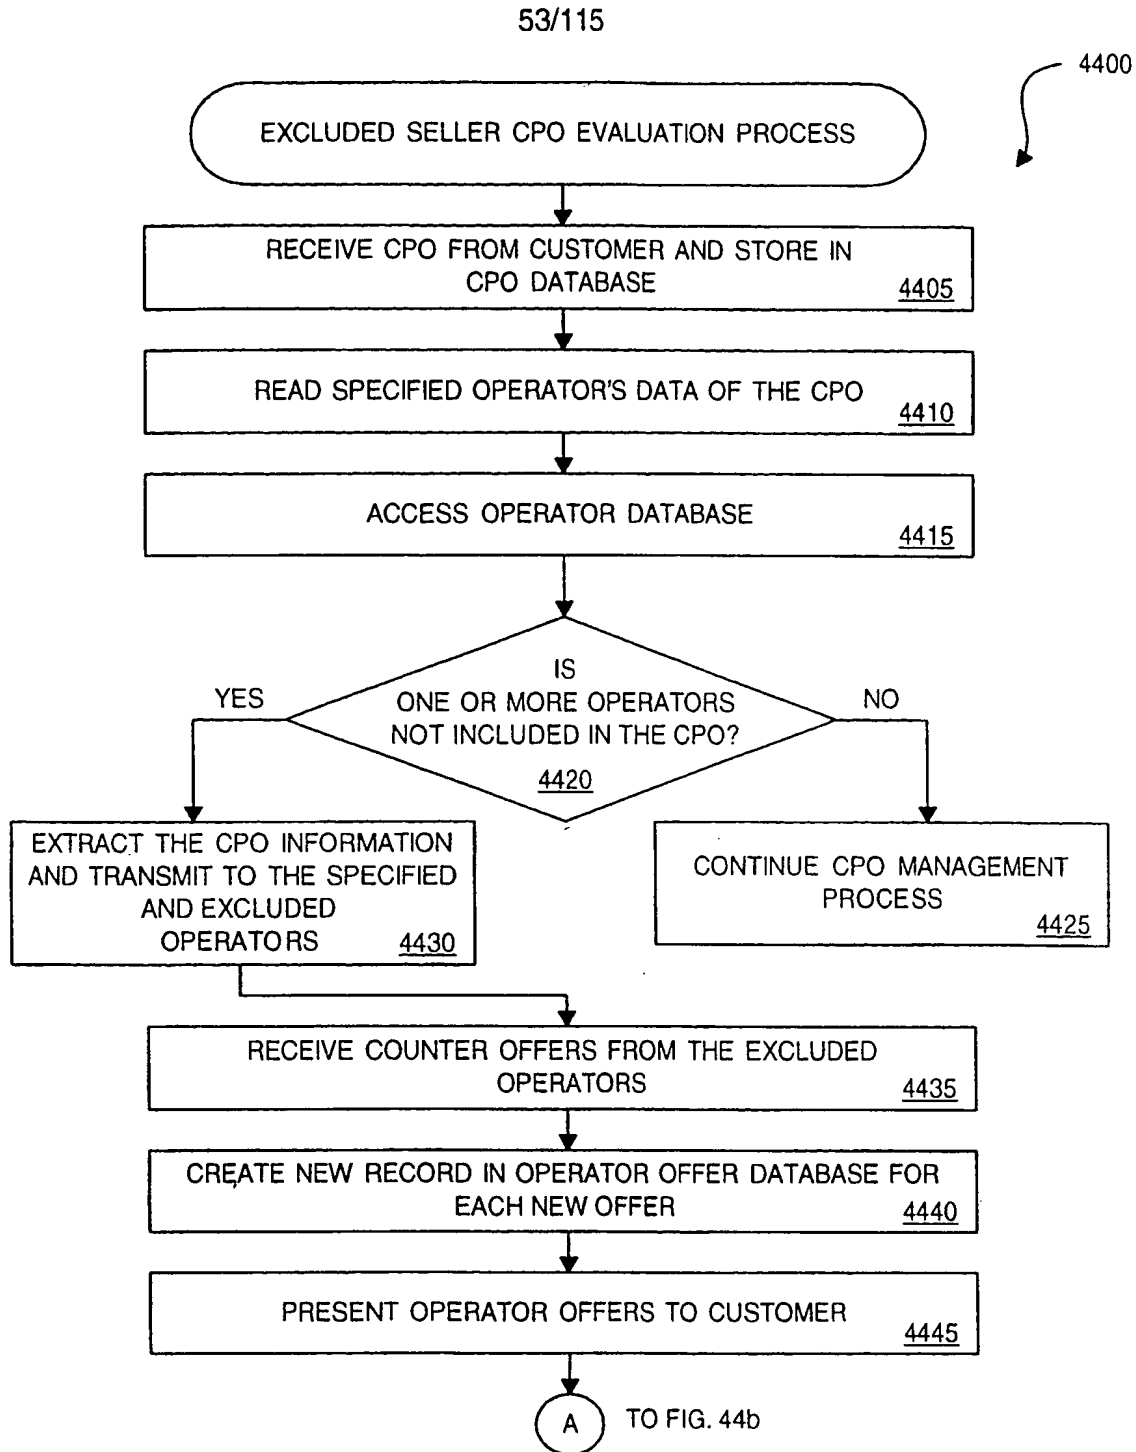 53/115
4400
EXCLUDED SELLER CPO EVALUATION PROCESS
RECEIVE CPO FROM CUSTOMER AND STORE IN
CPO DATABASE
4405
READ SPECIFIED OPERATOR'S DATA OF THE CPO
4410
ACCESS OPERATOR DATABASE
4415
IS
ONE OR MORE OPERATORS
NOT INCLUDED IN THE CPO?
4420
YES
NO
EXTRACT THE CPO INFORMATION
AND TRANSMIT TO THE SPECIFIED
AND EXCLUDED
OPERATORS 4430
CONTINUE CPO MANAGEMENT
PROCESS
4425
RECEIVE COUNTER OFFERS FROM THE EXCLUDED
OPERATORS
4435
CREATE NEW RECORD IN OPERATOR OFFER DATABASE FOR
EACH NEW OFFER
4440
PRESENT OPERATOR OFFERS TO CUSTOMER
4445
A TO FIG. 44b